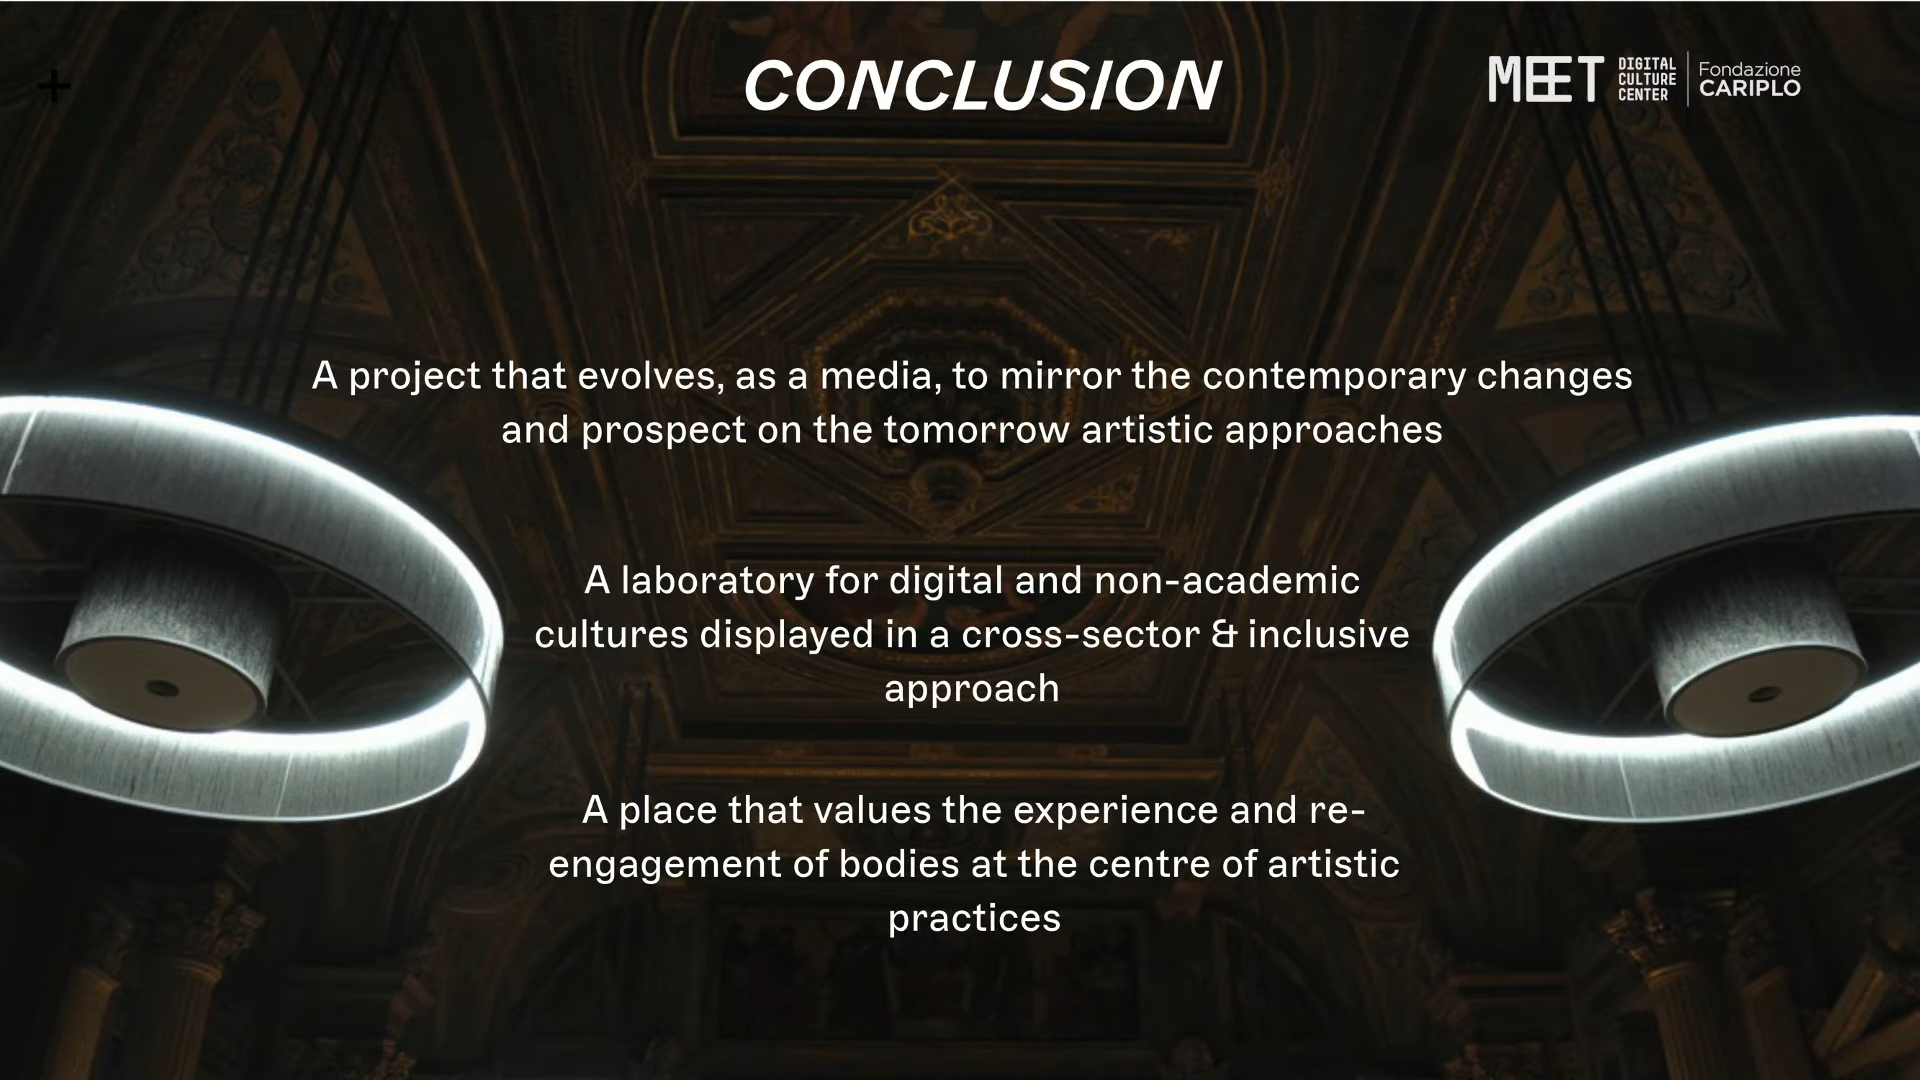 CONCLUSION
MEET DIGITAL CULTURE CENTER
Fondazione CARIPLO
A project that evolves, as a media, to mirror the contemporary changes
and prospect on the tomorrow artistic approaches
A laboratory for digital and non-academic
cultures displayed in a cross-sector & inclusive
approach
A place that values the experience and re-
engagement of bodies at the centre of artistic
practices